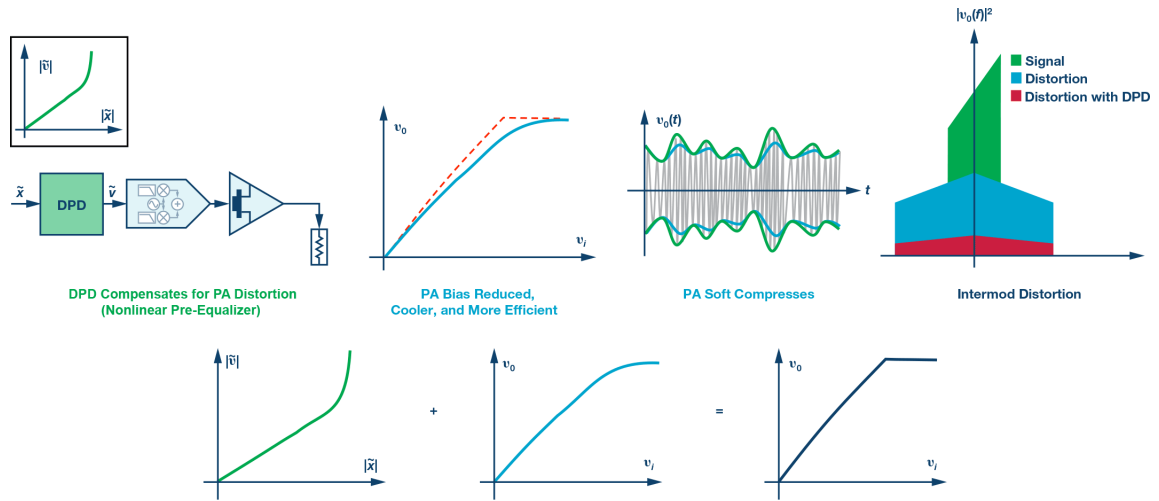 |ṽ|
|x̃|
x̃
DPD
ṽ
DPD Compensates for PA Distortion
(Nonlinear Pre-Equalizer)
v₀
vᵢ
PA Bias Reduced,
Cooler, and More Efficient
v₀(t)
t
PA Soft Compresses
|v₀(f)|²
Signal
Distortion
Distortion with DPD
Intermod Distortion
|ṽ|
|x̃|
+
v₀
vᵢ
=
v₀
vᵢ